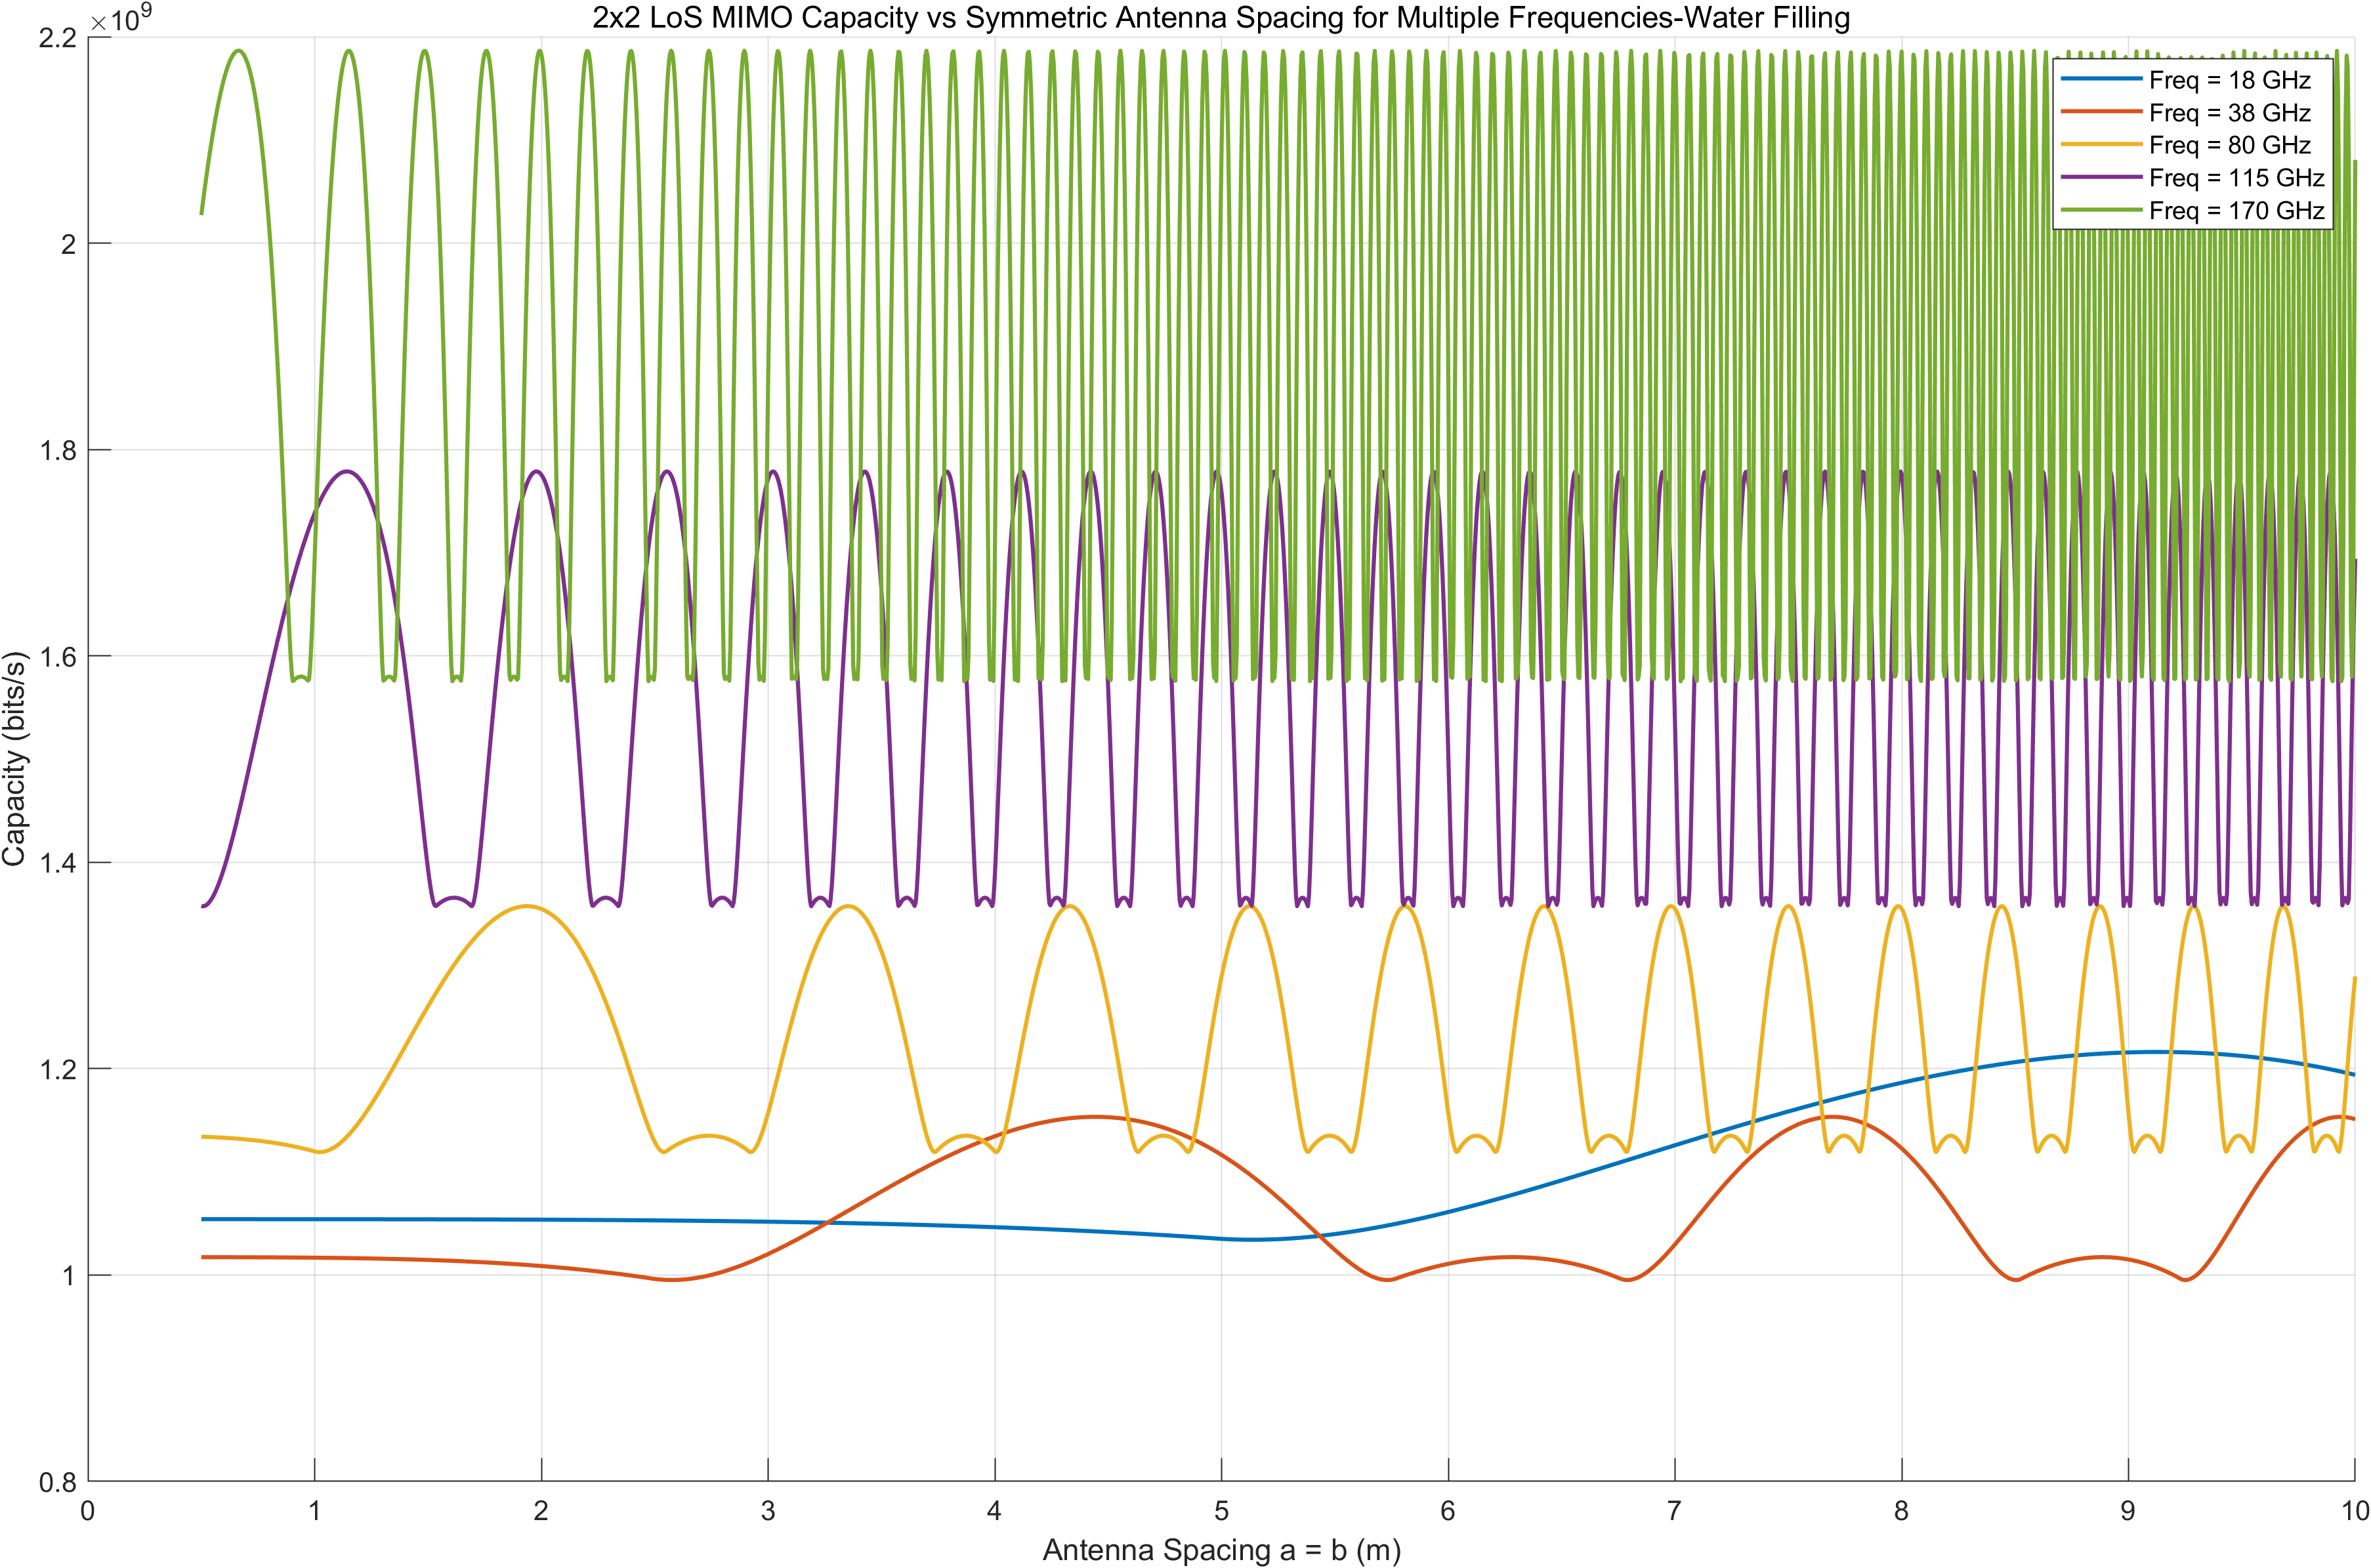 2x2 LoS MIMO Capacity vs Symmetric Antenna Spacing for Multiple Frequencies-Water Filling
×10^9
2.2
2
1.8
1.6
1.4
1.2
1
0.8
Capacity (bits/s)
0 1 2 3 4 5 6 7 8 9 10
Antenna Spacing a = b (m)
Freq = 18 GHz
Freq = 38 GHz
Freq = 80 GHz
Freq = 115 GHz
Freq = 170 GHz